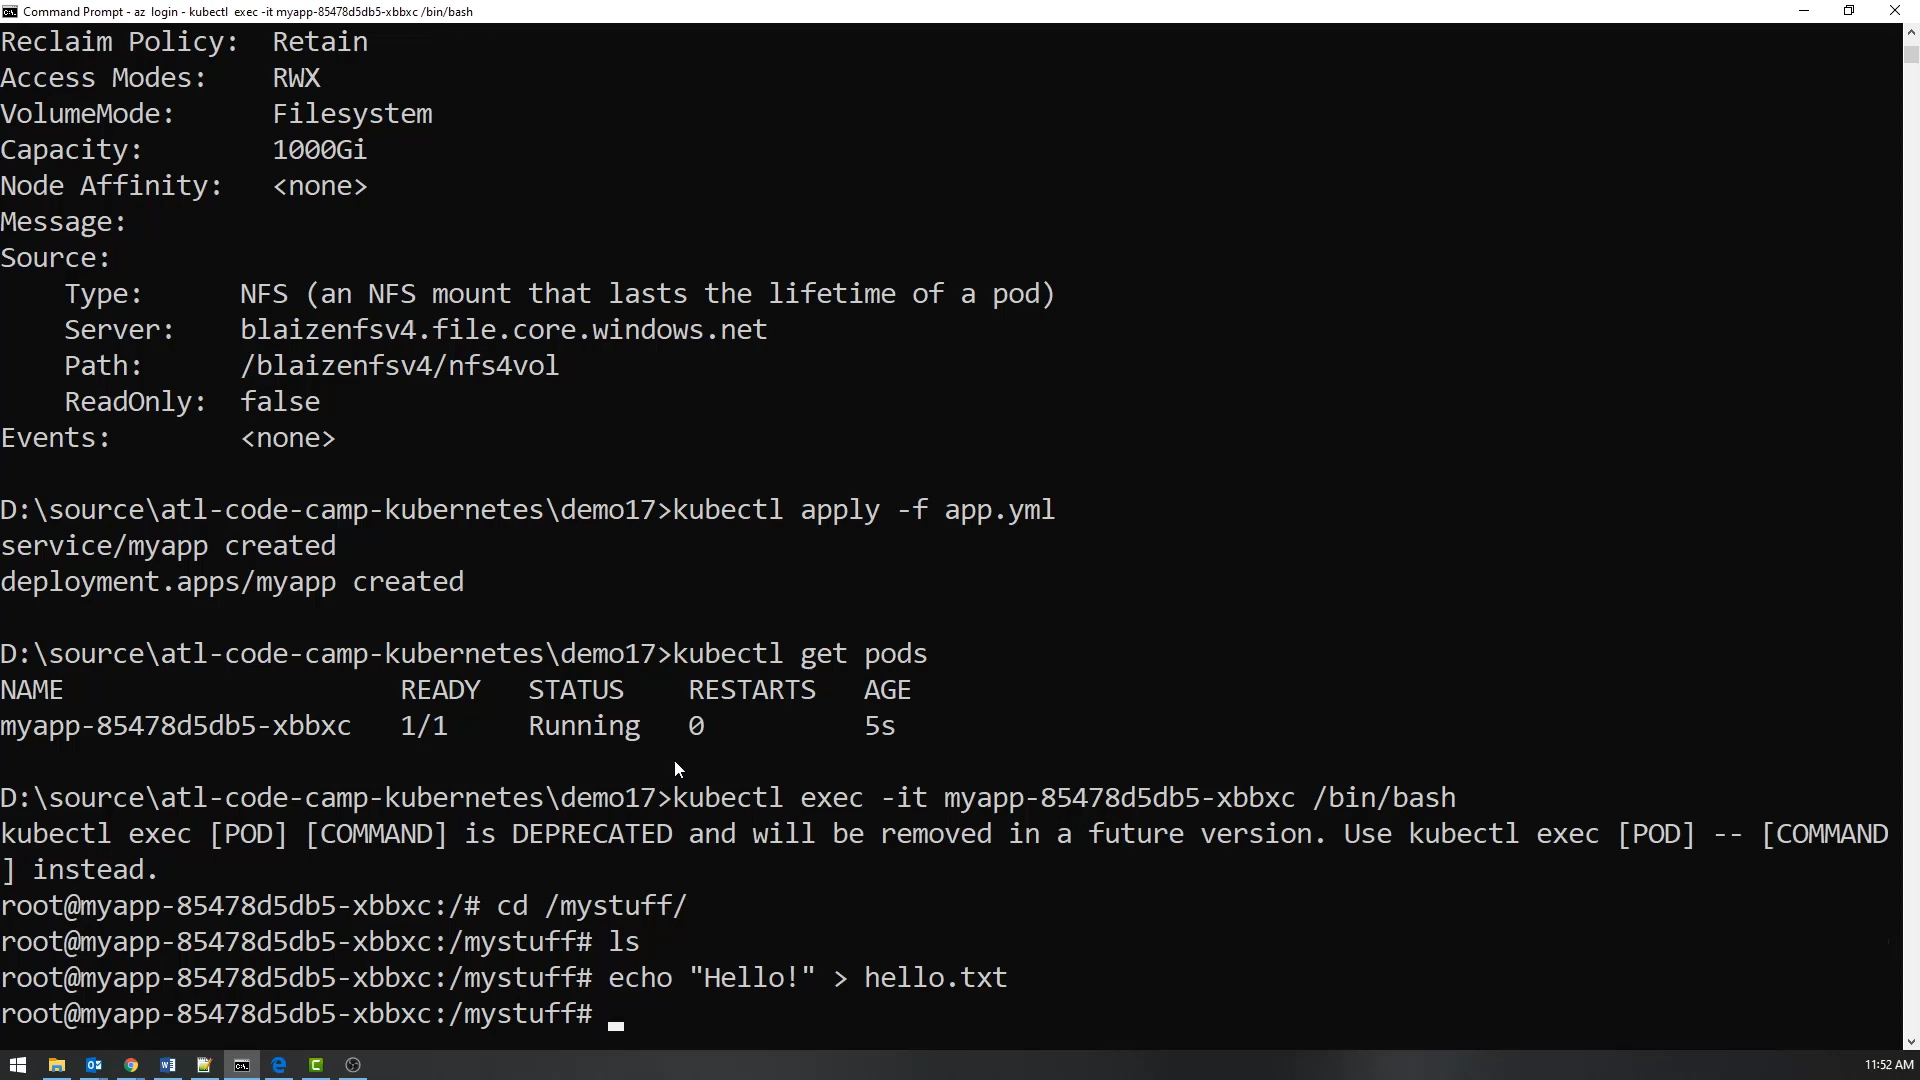 Command Prompt - az  login - kubectl  exec -it myapp-85478d5db5-xbbxc /bin/bash
Reclaim Policy:  Retain
Access Modes:    RWX
VolumeMode:      Filesystem
Capacity:        1000Gi
Node Affinity:   <none>
Message:
Source:
    Type:      NFS (an NFS mount that lasts the lifetime of a pod)
    Server:    blaizenfsv4.file.core.windows.net
    Path:      /blaizenfsv4/nfs4vol
    ReadOnly:  false
Events:        <none>
D:\source\atl-code-camp-kubernetes\demo17>kubectl apply -f app.yml
service/myapp created
deployment.apps/myapp created
D:\source\atl-code-camp-kubernetes\demo17>kubectl get pods
NAME                     READY   STATUS    RESTARTS   AGE
myapp-85478d5db5-xbbxc   1/1     Running   0          5s
D:\source\atl-code-camp-kubernetes\demo17>kubectl exec -it myapp-85478d5db5-xbbxc /bin/bash
kubectl exec [POD] [COMMAND] is DEPRECATED and will be removed in a future version. Use kubectl exec [POD] -- [COMMAND
] instead.
root@myapp-85478d5db5-xbbxc:/# cd /mystuff/
root@myapp-85478d5db5-xbbxc:/mystuff# ls
root@myapp-85478d5db5-xbbxc:/mystuff# echo "Hello!" > hello.txt
root@myapp-85478d5db5-xbbxc:/mystuff#
11:52 AM